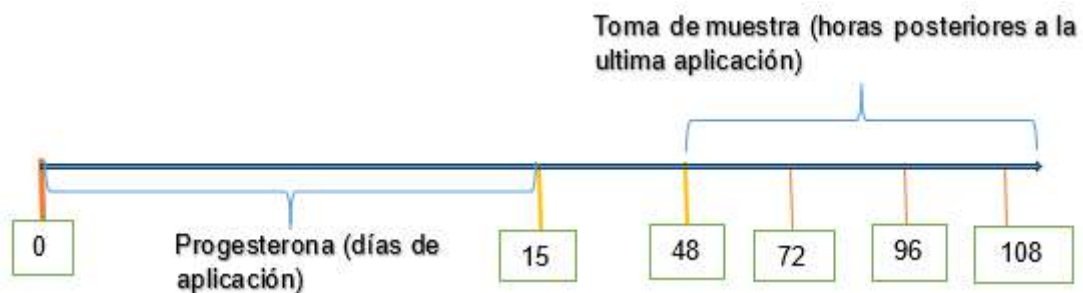 Toma de muestra (horas posteriores a la
ultima aplicación)
0
Progesterona (días de
aplicación)
15
48
72
96
108